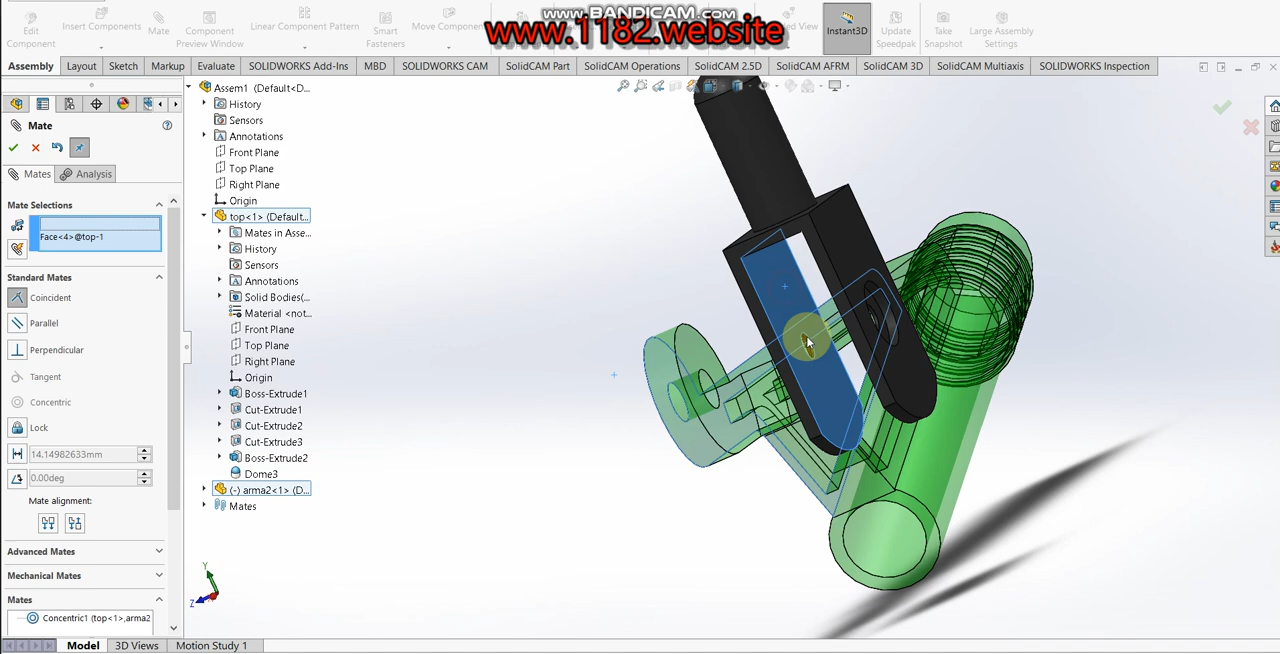 www.BANDICAM.com
www.1182.website
Edit Component
Insert Components
Mate
Component Preview Window
Linear Component Pattern
Smart Fasteners
Move Component
Instant3D
Update Speedpak
Take Snapshot
Large Assembly Settings
Assembly
Layout
Sketch
Markup
Evaluate
SOLIDWORKS Add-Ins
MBD
SOLIDWORKS CAM
SolidCAM Part
SolidCAM Operations
SolidCAM 2.5D
SolidCAM AFRM
SolidCAM 3D
SolidCAM Multiaxis
SOLIDWORKS Inspection
Mate
Mates
Analysis
Mate Selections
Face<4>@top-1
Standard Mates
Coincident
Parallel
Perpendicular
Tangent
Concentric
Lock
14.14982633mm
0.00deg
Mate alignment:
Advanced Mates
Mechanical Mates
Mates
Concentric1 (top<1>,arma2
Assem1 (Default<D...
History
Sensors
Annotations
Front Plane
Top Plane
Right Plane
Origin
top<1> (Default...
Mates in Asse...
History
Sensors
Annotations
Solid Bodies(...
Material <not...
Front Plane
Top Plane
Right Plane
Origin
Boss-Extrude1
Cut-Extrude1
Cut-Extrude2
Cut-Extrude3
Boss-Extrude2
Dome3
(-) arma2<1> (D...
Mates
Y
Z
Model
3D Views
Motion Study 1